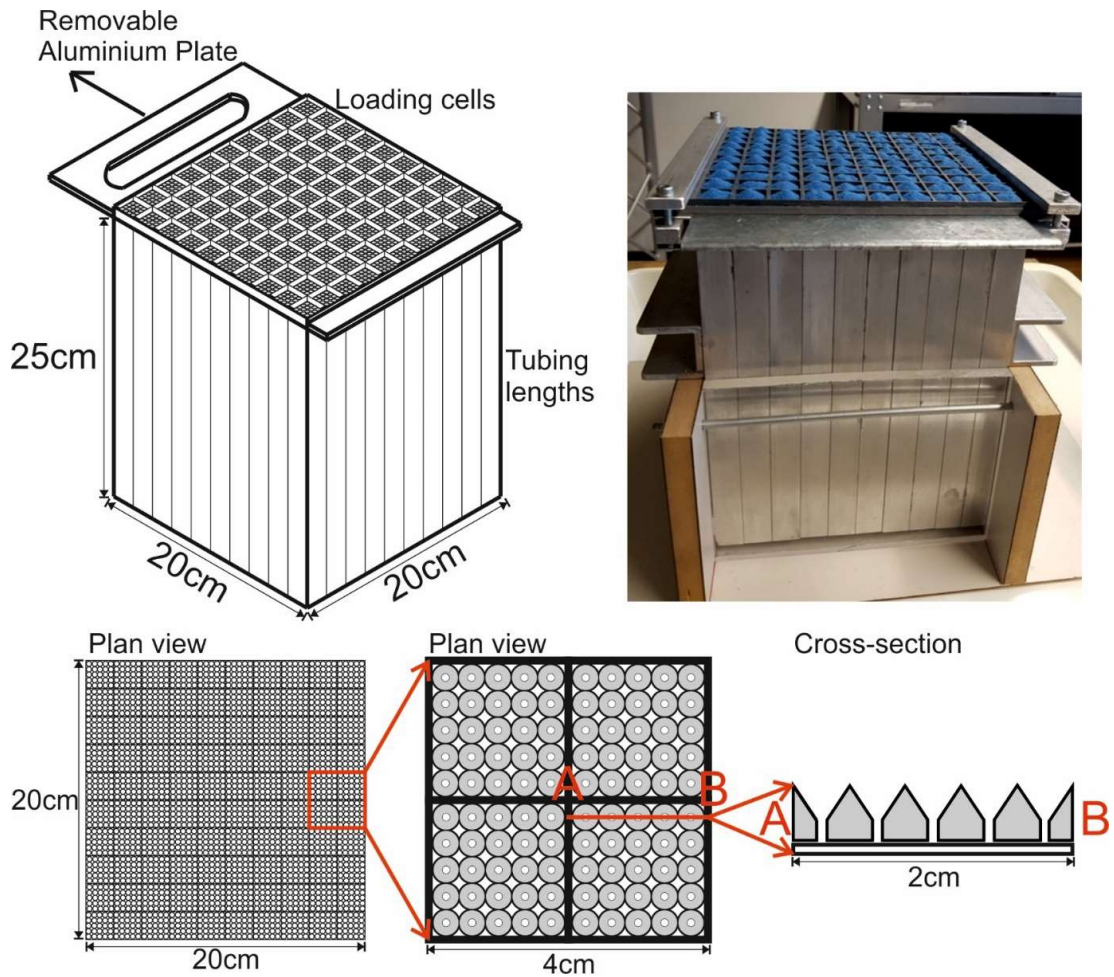 Removable
Aluminium Plate
Loading cells
25cm
Tubing
lengths
20cm
20cm
Plan view
Plan view
Cross-section
20cm
A
B
A
B
2cm
20cm
4cm